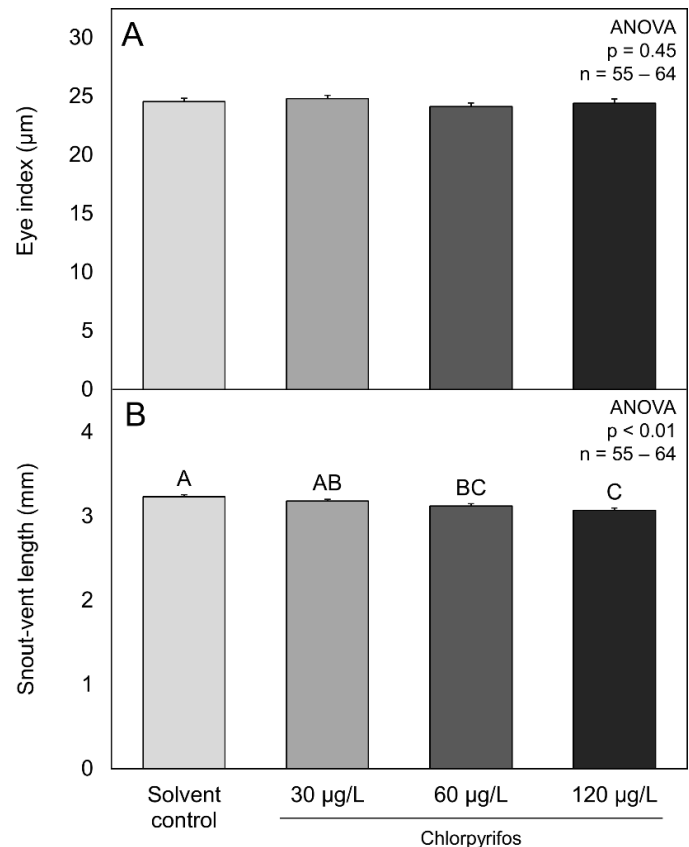 A
ANOVA
p = 0.45
n = 55 – 64
Eye index (µm)
30
25
20
15
10
5
0
B
ANOVA
p < 0.01
n = 55 – 64
Snout-vent length (mm)
4
3
2
1
0
A
AB
BC
C
Solvent
control
30 µg/L
60 µg/L
120 µg/L
Chlorpyrifos